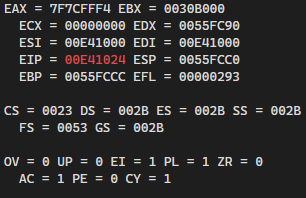 EAX = 7F7CFFF4 EBX = 0030B000
ECX = 00000000 EDX = 0055FC90
ESI = 00E41000 EDI = 00E41000
EIP = 00E41024 ESP = 0055FCC0
EBP = 0055FCCC EFL = 00000293

CS = 0023 DS = 002B ES = 002B SS = 002B
FS = 0053 GS = 002B

OV = 0 UP = 0 EI = 1 PL = 1 ZR = 0
AC = 1 PE = 0 CY = 1